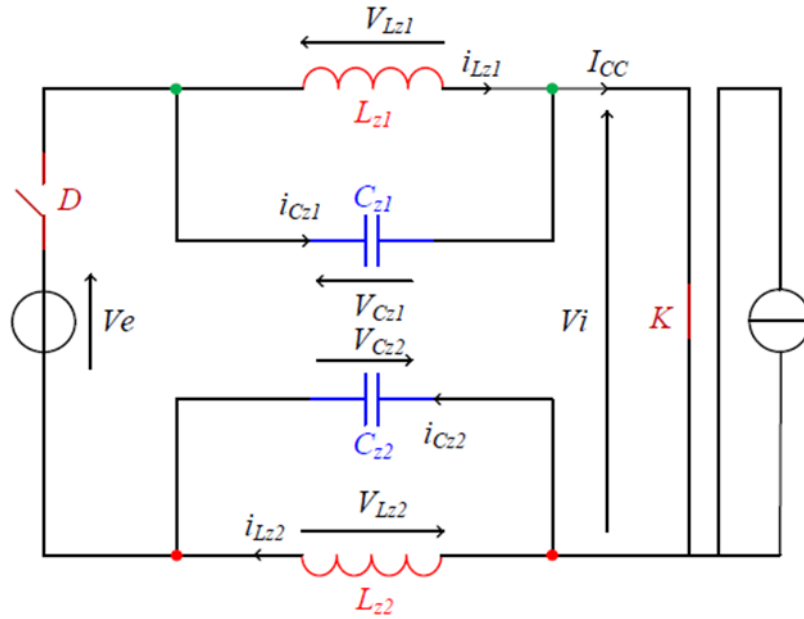 V_Lz1
i_Lz1
I_CC
L_z1
D
i_Cz1
C_z1
V_Cz1
Ve
V_Cz2
Vi
K
C_z2
i_Cz2
V_Lz2
i_Lz2
L_z2